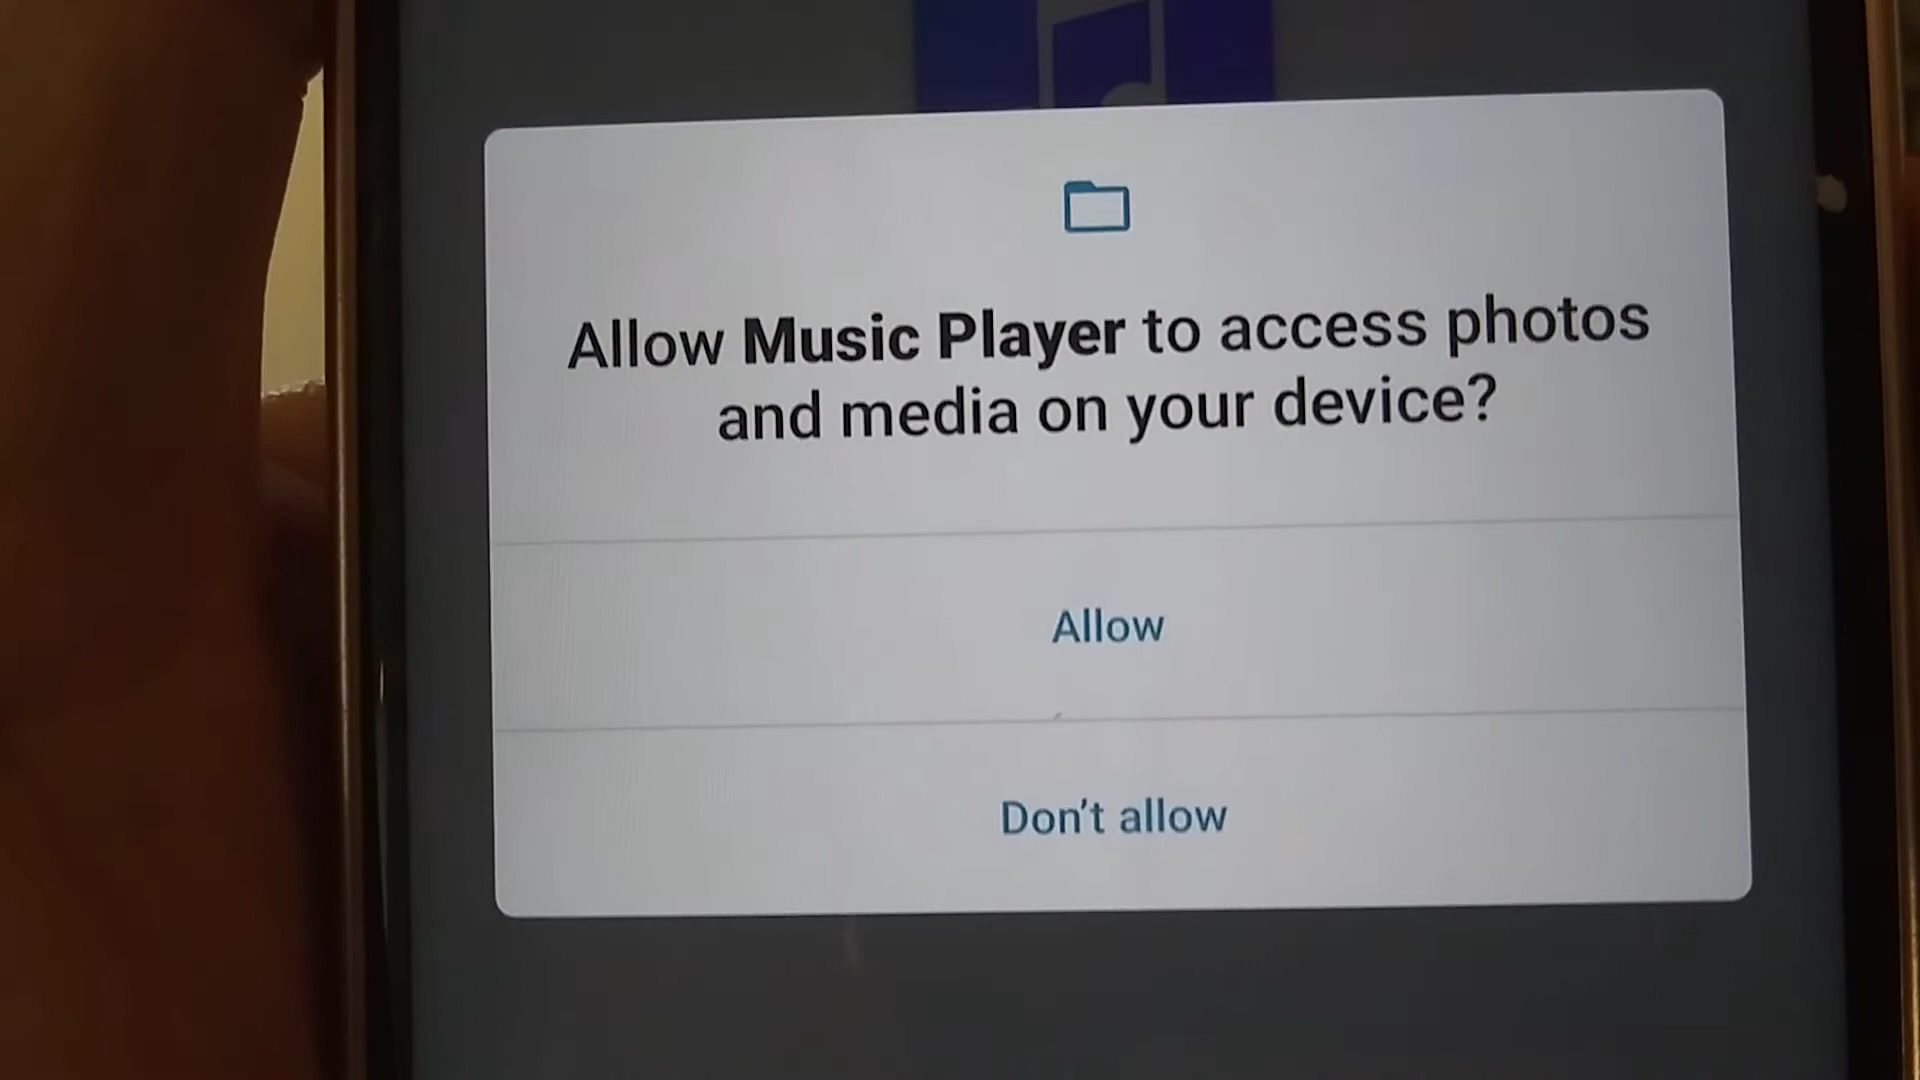 Allow Music Player to access photos
and media on your device?
Allow
Don't allow